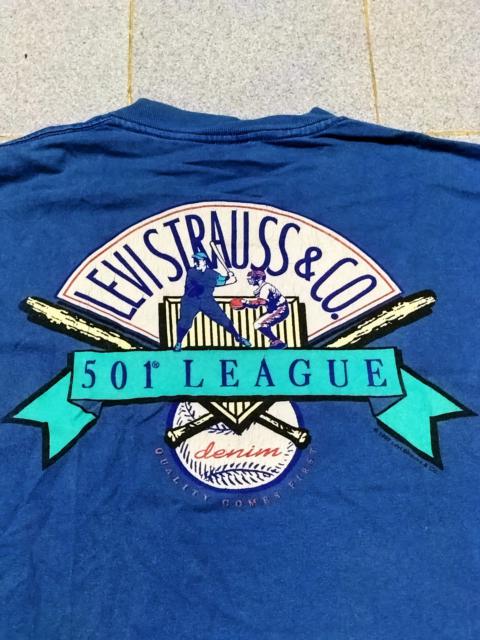 LEVI STRAUSS & CO.
501® LEAGUE
denim
QUALITY COMES FIRST